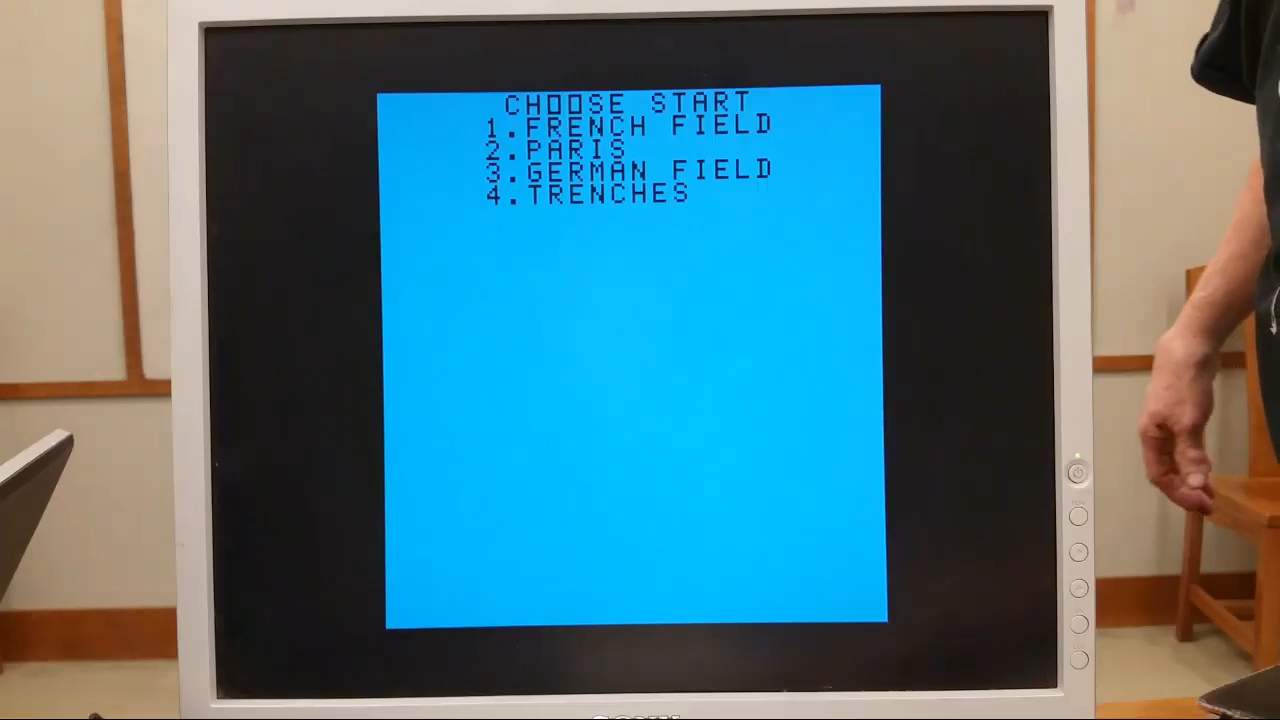 CHOOSE START
1.FRENCH FIELD
2.PARIS
3.GERMAN FIELD
4.TRENCHES